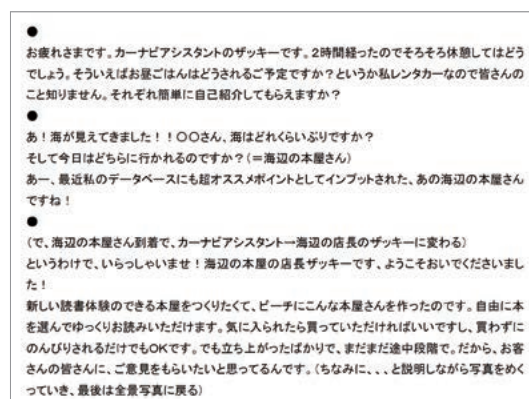 ●
お疲れさまです。カーナビアシスタントのザッキーです。2時間経ったのでそろそろ休憩してはどう
でしょう。そういえばお昼ごはんはどうされるご予定ですか？というか私レンタカーなので皆さんの
こと知りません。それぞれ簡単に自己紹介してもらえますか？
●
あ！海が見えてきました！！〇〇さん、海はどれくらいぶりですか？
そして今日はどちらに行かれるのですか？(＝海辺の本屋さん)
あー、最近私のデータベースにも超オススメポイントとしてインプットされた、あの海辺の本屋さん
ですね！
●
(で、海辺の本屋さん到着で、カーナビアシスタント→海辺の店長のザッキーに変わる)
というわけで、いらっしゃいませ！海辺の本屋の店長ザッキーです、ようこそおいでくださいまし
た！
新しい読書体験のできる本屋をつくりたくて、ビーチにこんな本屋さんを作ったのです。自由に本
を選んでゆっくりお読みいただけます。気に入られたら買っていただければいいですし、買わずに
のんびりされるだけでもOKです。でも立ち上がったばかりで、まだまだ途中段階で。だから、お客
さんの皆さんに、ご意見をもらいたいと思ってるんです。(ちなみに、、、と説明しながら写真をめく
っていき、最後は全景写真に戻る)